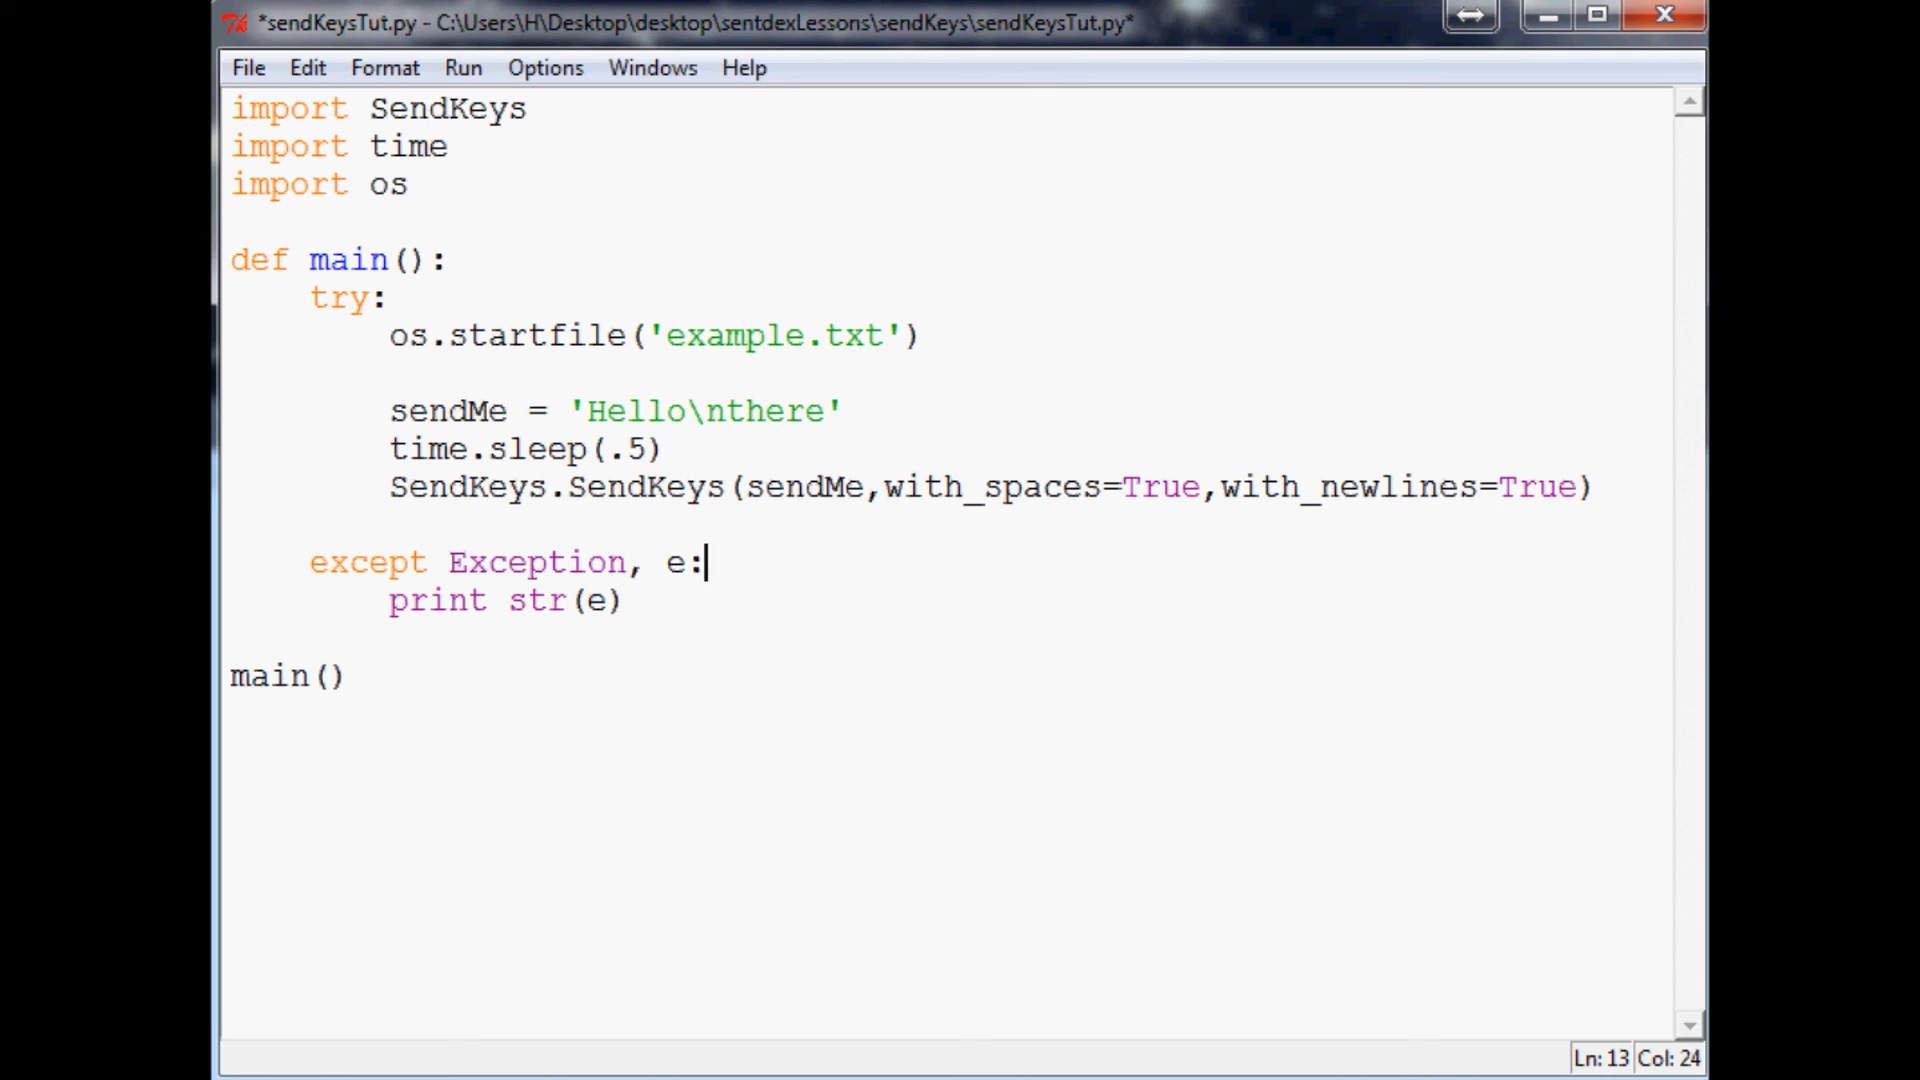 *sendKeysTut.py - C:\Users\H\Desktop\desktop\sentdexLessons\sendKeys\sendKeysTut.py*
File Edit Format Run Options Windows Help
import SendKeys
import time
import os
def main():
    try:
        os.startfile('example.txt')
        sendMe = 'Hello\nthere'
        time.sleep(.5)
        SendKeys.SendKeys(sendMe,with_spaces=True,with_newlines=True)
    except Exception, e:
        print str(e)
main()
Ln: 13 Col: 24